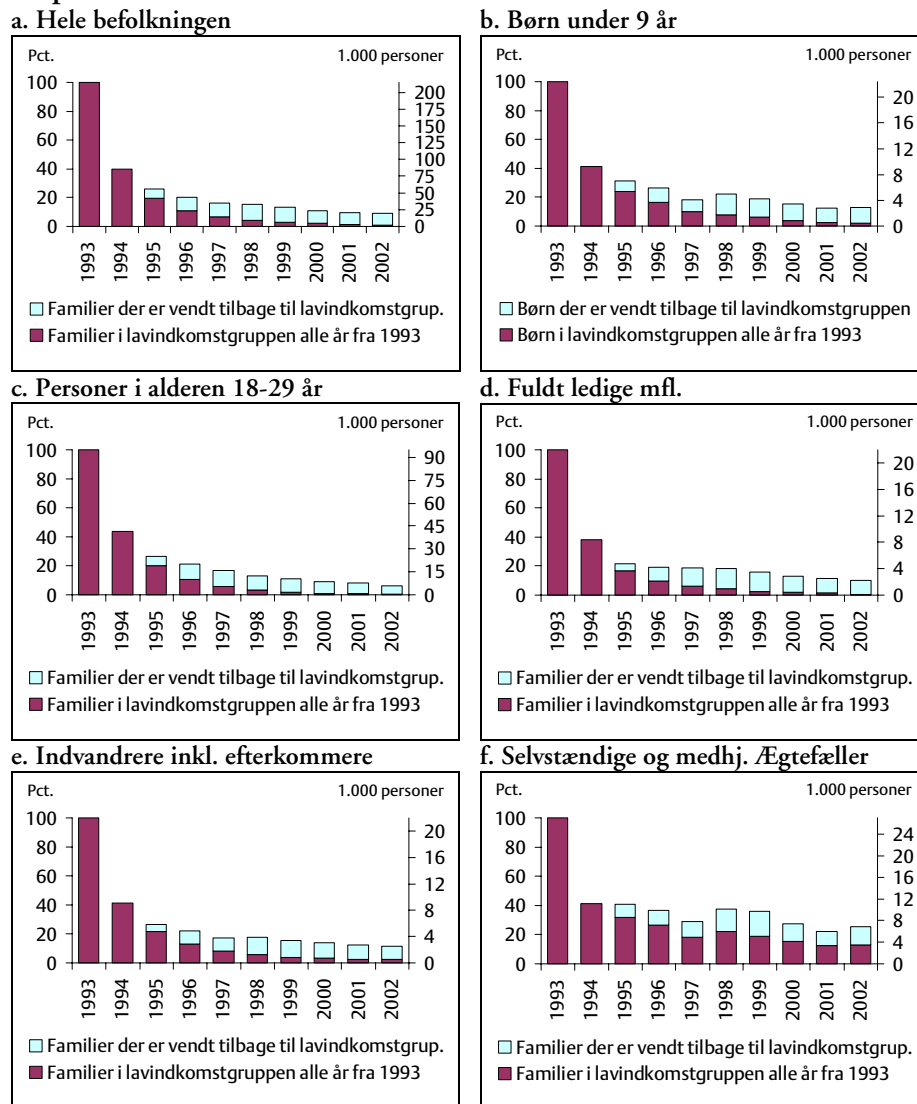 a. Hele befolkningen
Pct. 1.000 personer
100
80
60
40
20
0
200
175
150
125
100
75
50
25
0
1993 1994 1995 1996 1997 1998 1999 2000 2001 2002
Familier der er vendt tilbage til lavindkomstgrup.
Familier i lavindkomstgruppen alle år fra 1993
b. Børn under 9 år
Pct. 1.000 personer
100
80
60
40
20
0
20
16
12
8
4
0
1993 1994 1995 1996 1997 1998 1999 2000 2001 2002
Børn der er vendt tilbage til lavindkomstgruppen
Børn i lavindkomstgruppen alle år fra 1993
c. Personer i alderen 18-29 år
Pct. 1.000 personer
100
80
60
40
20
0
90
75
60
45
30
15
0
1993 1994 1995 1996 1997 1998 1999 2000 2001 2002
Familier der er vendt tilbage til lavindkomstgrup.
Familier i lavindkomstgruppen alle år fra 1993
d. Fuldt ledige mfl.
Pct. 1.000 personer
100
80
60
40
20
0
20
16
12
8
4
0
1993 1994 1995 1996 1997 1998 1999 2000 2001 2002
Familier der er vendt tilbage til lavindkomstgrup.
Familier i lavindkomstgruppen alle år fra 1993
e. Indvandrere inkl. efterkommere
Pct. 1.000 personer
100
80
60
40
20
0
20
16
12
8
4
0
1993 1994 1995 1996 1997 1998 1999 2000 2001 2002
Familier der er vendt tilbage til lavindkomstgrup.
Familier i lavindkomstgruppen alle år fra 1993
f. Selvstændige og medhj. Ægtefæller
Pct. 1.000 personer
100
80
60
40
20
0
24
20
16
12
8
4
0
1993 1994 1995 1996 1997 1998 1999 2000 2001 2002
Familier der er vendt tilbage til lavindkomstgrup.
Familier i lavindkomstgruppen alle år fra 1993